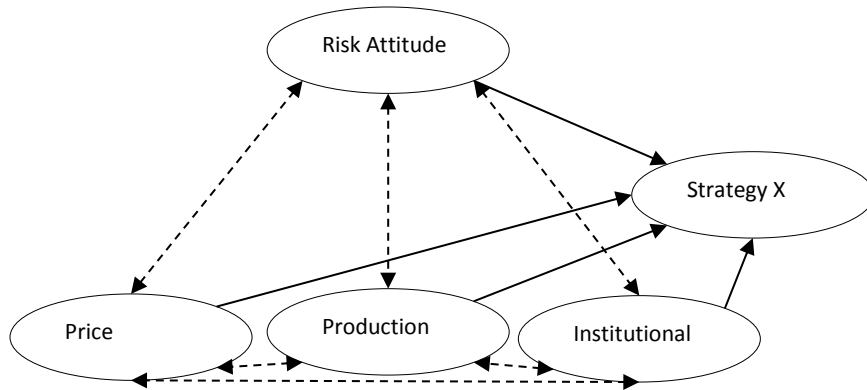 Risk Attitude
Strategy X
Price
Production
Institutional